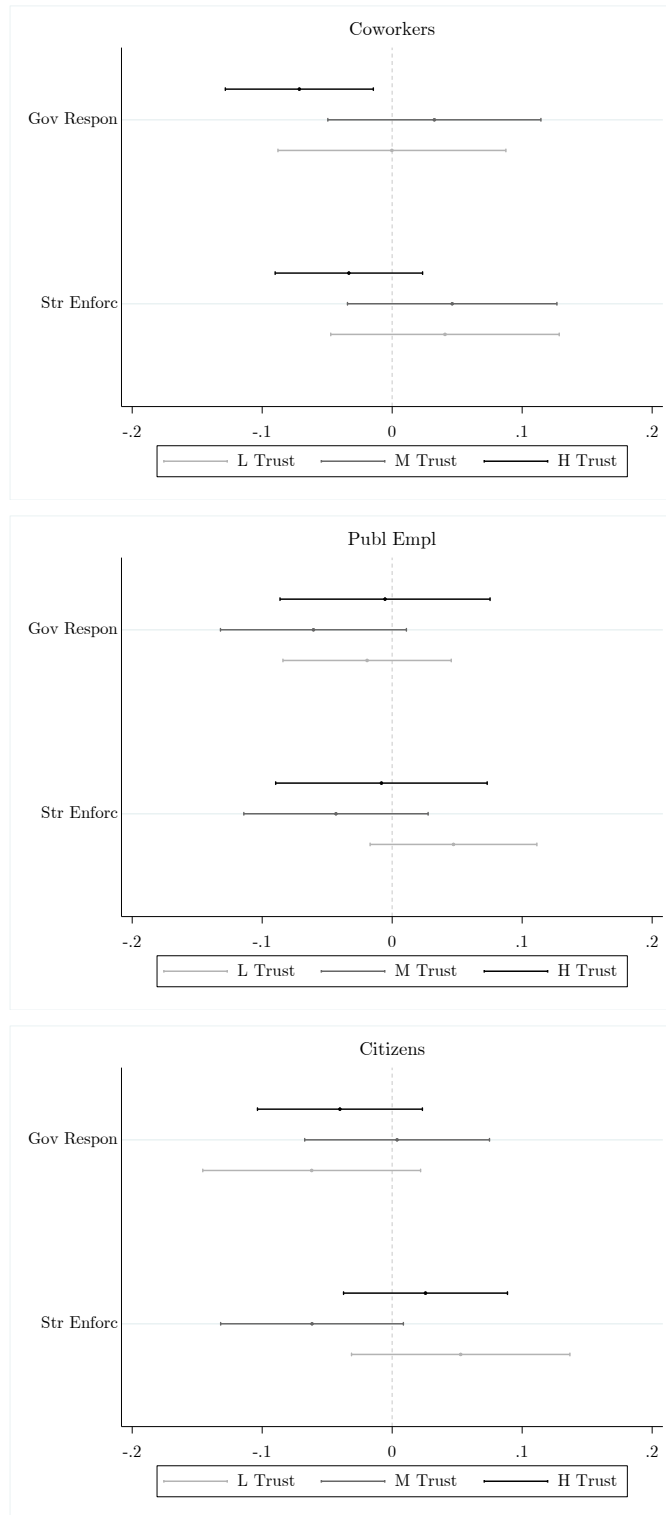 Coworkers
Gov Respon
Str Enforc
-.2 -.1 0 .1 .2
L Trust M Trust H Trust
Publ Empl
Gov Respon
Str Enforc
-.2 -.1 0 .1 .2
L Trust M Trust H Trust
Citizens
Gov Respon
Str Enforc
-.2 -.1 0 .1 .2
L Trust M Trust H Trust